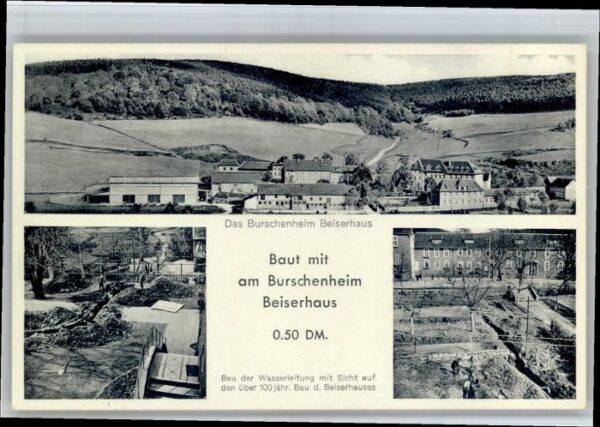 Das Burschenheim Beiserhaus
Baut mit
am Burschenheim
Beiserhaus
0.50 DM.
Bau der Wasserleitung mit Sicht auf
den über 100jähr. Bau d. Beiserhauses